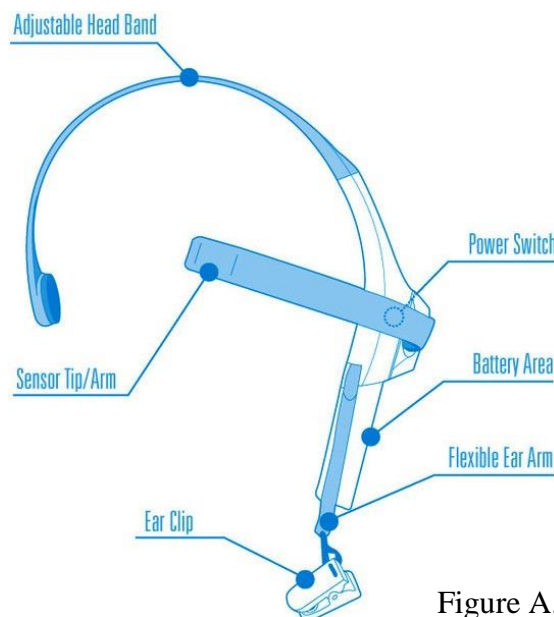 Adjustable Head Band
Power Switch
Sensor Tip/Arm
Battery Area
Flexible Ear Arm
Ear Clip
Figure A.